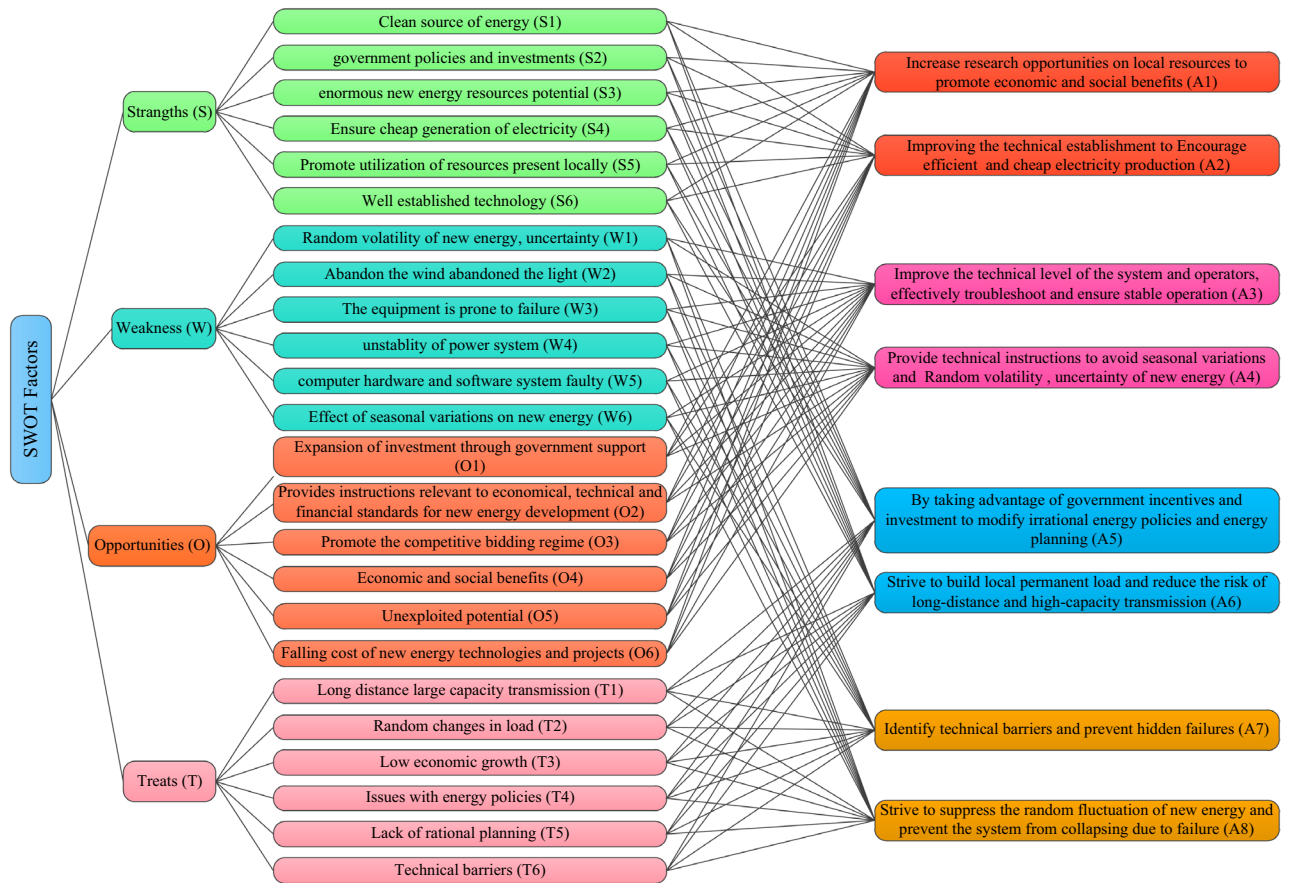 SWOT Factors
Strangths (S)
Clean source of energy (S1)
government policies and investments (S2)
enormous new energy resources potential (S3)
Ensure cheap generation of electricity (S4)
Promote utilization of resources present locally (S5)
Well established technology (S6)
Weakness (W)
Random volatility of new energy, uncertainty (W1)
Abandon the wind abandoned the light (W2)
The equipment is prone to failure (W3)
unstablity of power system (W4)
computer hardware and software system faulty (W5)
Effect of seasonal variations on new energy (W6)
Opportunities (O)
Expansion of investment through government support
(O1)
Provides instructions relevant to economical, technical and
financial standards for new energy development (O2)
Promote the competitive bidding regime (O3)
Economic and social benefits (O4)
Unexploited potential (O5)
Falling cost of new energy technologies and projects (O6)
Treats (T)
Long distance large capacity transmission (T1)
Random changes in load (T2)
Low economic growth (T3)
Issues with energy policies (T4)
Lack of rational planning (T5)
Technical barriers (T6)
Increase research opportunities on local resources to
promote economic and social benefits (A1)
Improving the technical establishment to Encourage
efficient and cheap electricity production (A2)
Improve the technical level of the system and operators,
effectively troubleshoot and ensure stable operation (A3)
Provide technical instructions to avoid seasonal variations
and Random volatility , uncertainty of new energy (A4)
By taking advantage of government incentives and
investment to modify irrational energy policies and energy
planning (A5)
Strive to build local permanent load and reduce the risk of
long-distance and high-capacity transmission (A6)
Identify technical barriers and prevent hidden failures (A7)
Strive to suppress the random fluctuation of new energy and
prevent the system from collapsing due to failure (A8)